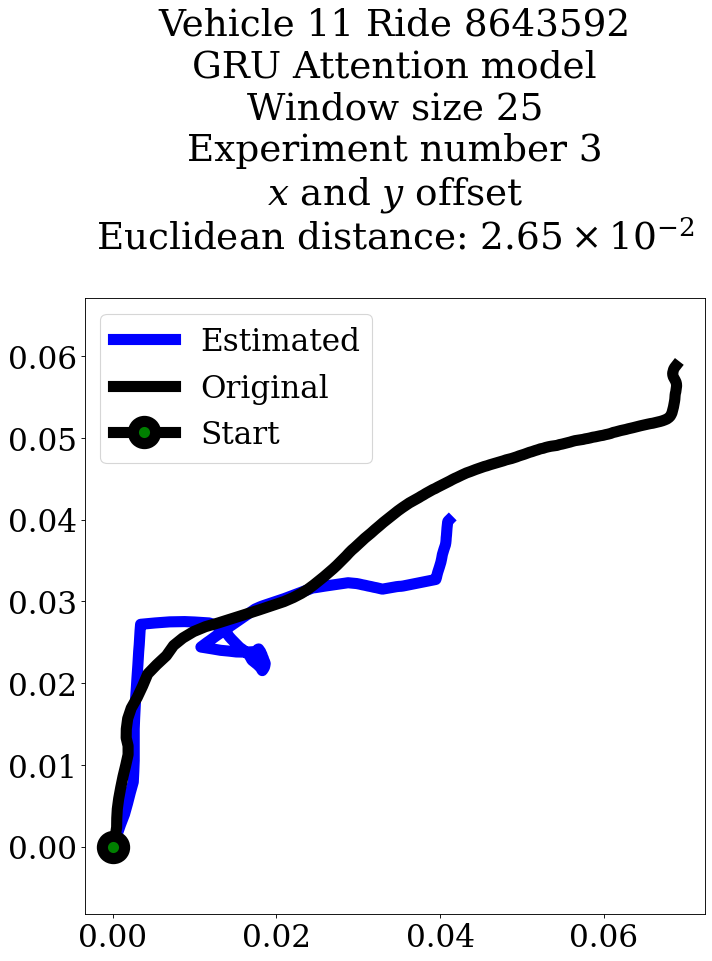 Vehicle 11 Ride 8643592
GRU Attention model
Window size 25
Experiment number 3
x and y offset
Euclidean distance: 2.65 × 10⁻²
Estimated
Original
Start
0.06
0.05
0.04
0.03
0.02
0.01
0.00
0.00 0.02 0.04 0.06